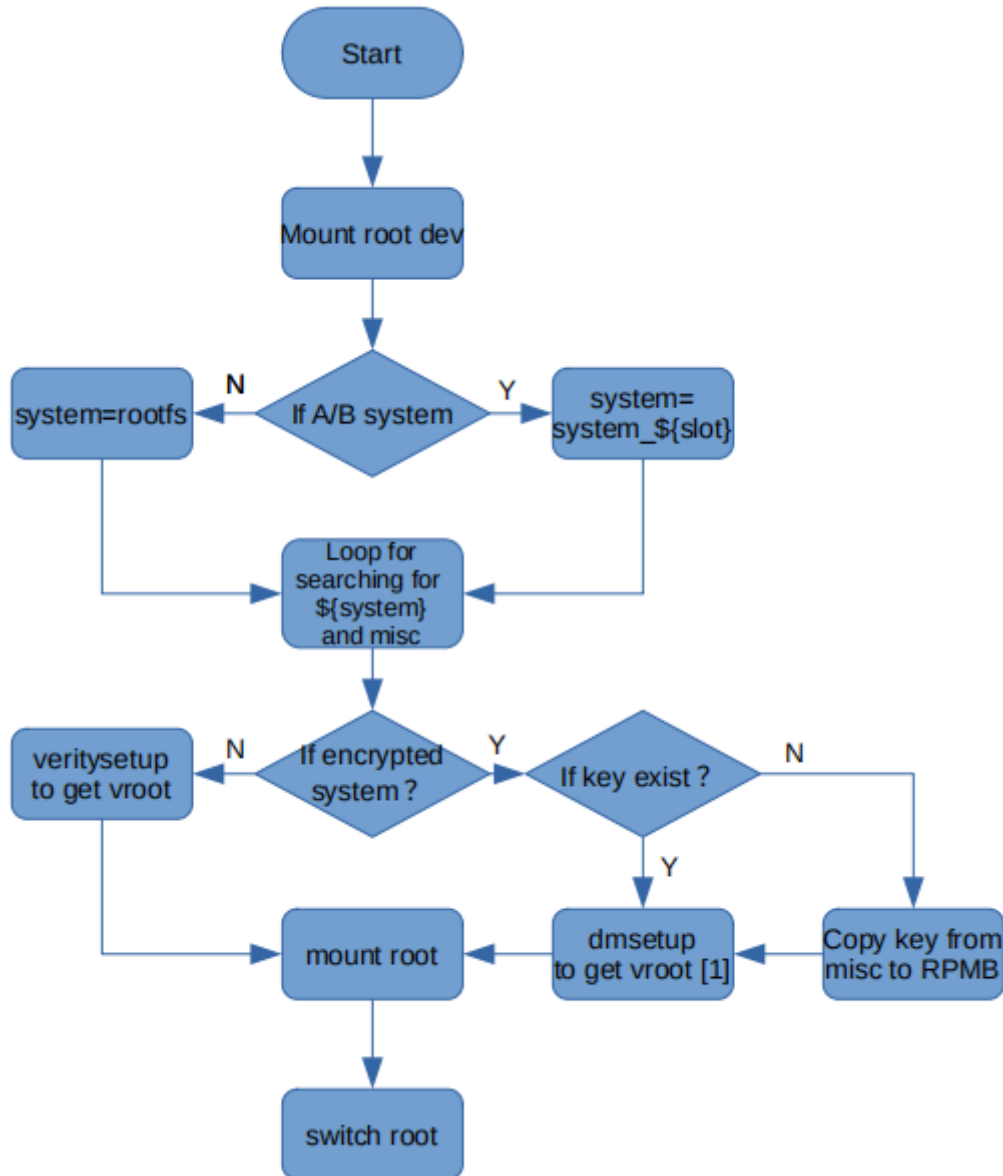 Start
Mount root dev
N
Y
system=rootfs
If A/B system
system=
system_${slot}
Loop for
searching for
${system}
and misc
N
Y
N
veritysetup
to get vroot
If encrypted
system？
If key exist？
Y
mount root
dmsetup
to get vroot [1]
Copy key from
misc to RPMB
switch root